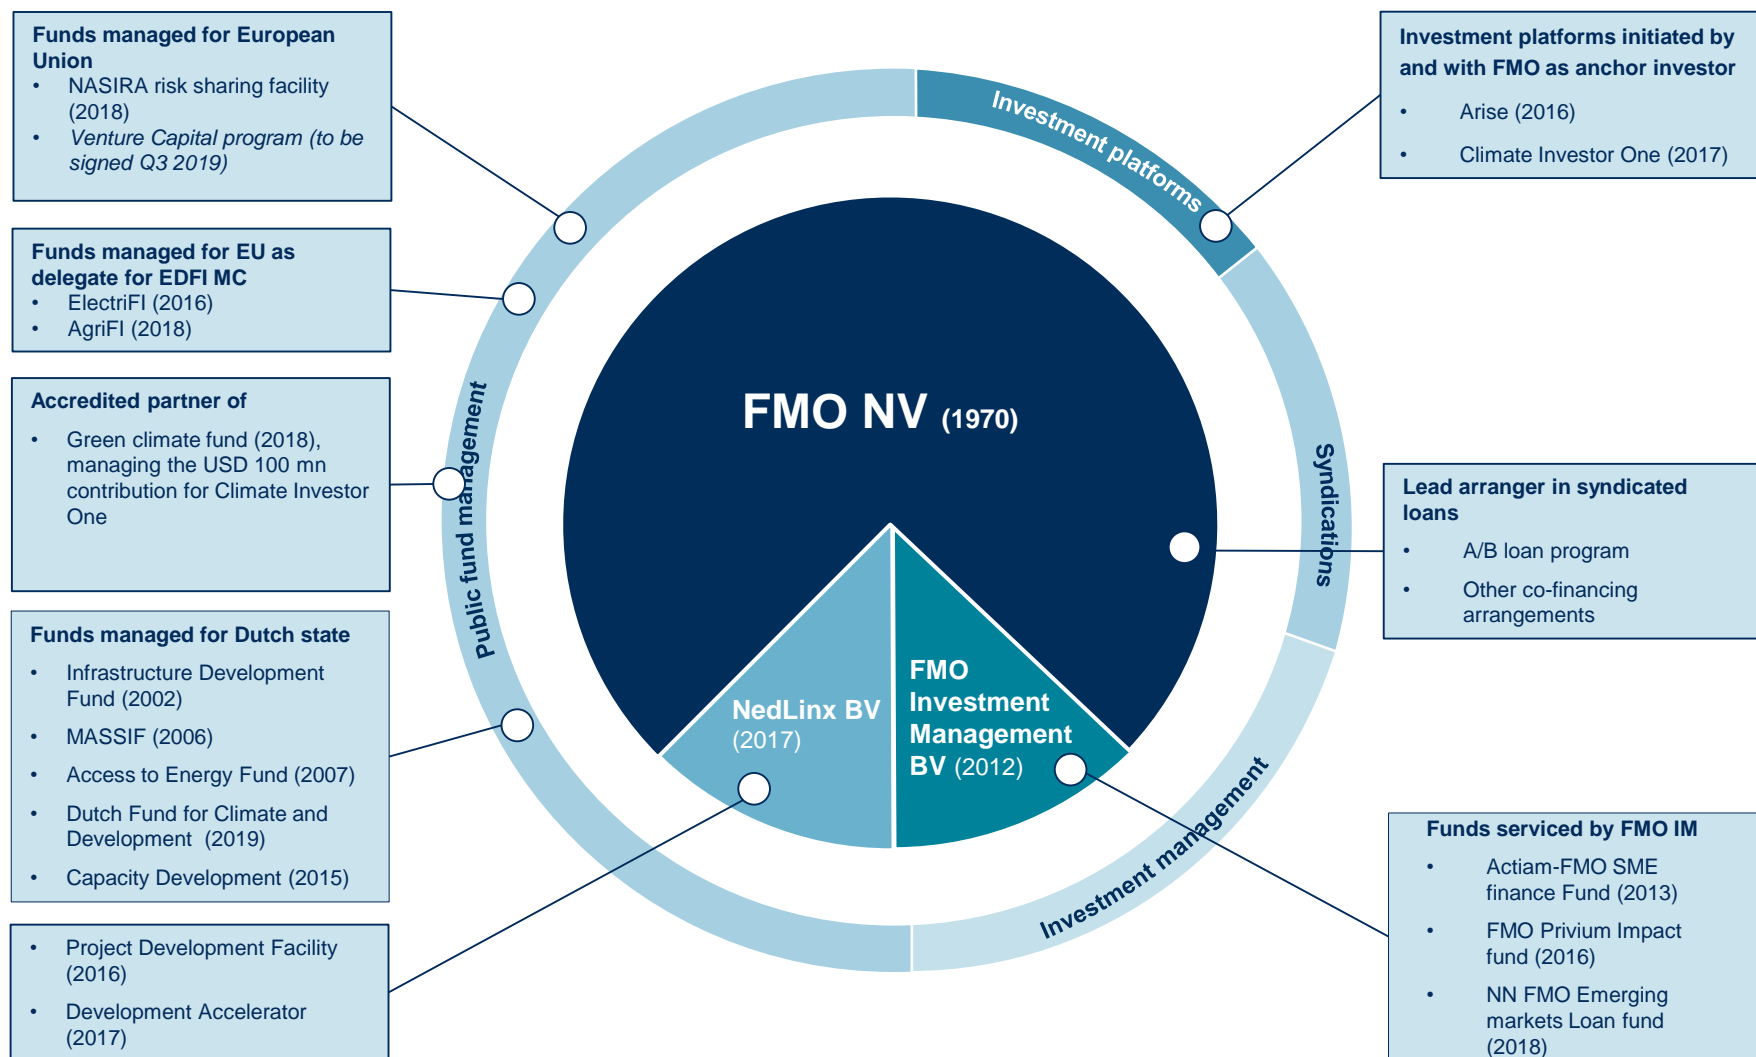 Funds managed for European
Union
• NASIRA risk sharing facility
(2018)
• Venture Capital program (to be
signed Q3 2019)
Funds managed for EU as
delegate for EDFI MC
• ElectriFI (2016)
• AgriFI (2018)
Accredited partner of
• Green climate fund (2018),
managing the USD 100 mn
contribution for Climate Investor
One
Funds managed for Dutch state
• Infrastructure Development
Fund (2002)
• MASSIF (2006)
• Access to Energy Fund (2007)
• Dutch Fund for Climate and
Development (2019)
• Capacity Development (2015)
• Project Development Facility
(2016)
• Development Accelerator
(2017)
Public fund management
Investment platforms
Syndications
Investment management
FMO NV (1970)
NedLinx BV
(2017)
FMO
Investment
Management
BV (2012)
Investment platforms initiated by
and with FMO as anchor investor
• Arise (2016)
• Climate Investor One (2017)
Lead arranger in syndicated
loans
• A/B loan program
• Other co-financing
arrangements
Funds serviced by FMO IM
• Actiam-FMO SME
finance Fund (2013)
• FMO Privium Impact
fund (2016)
• NN FMO Emerging
markets Loan fund
(2018)